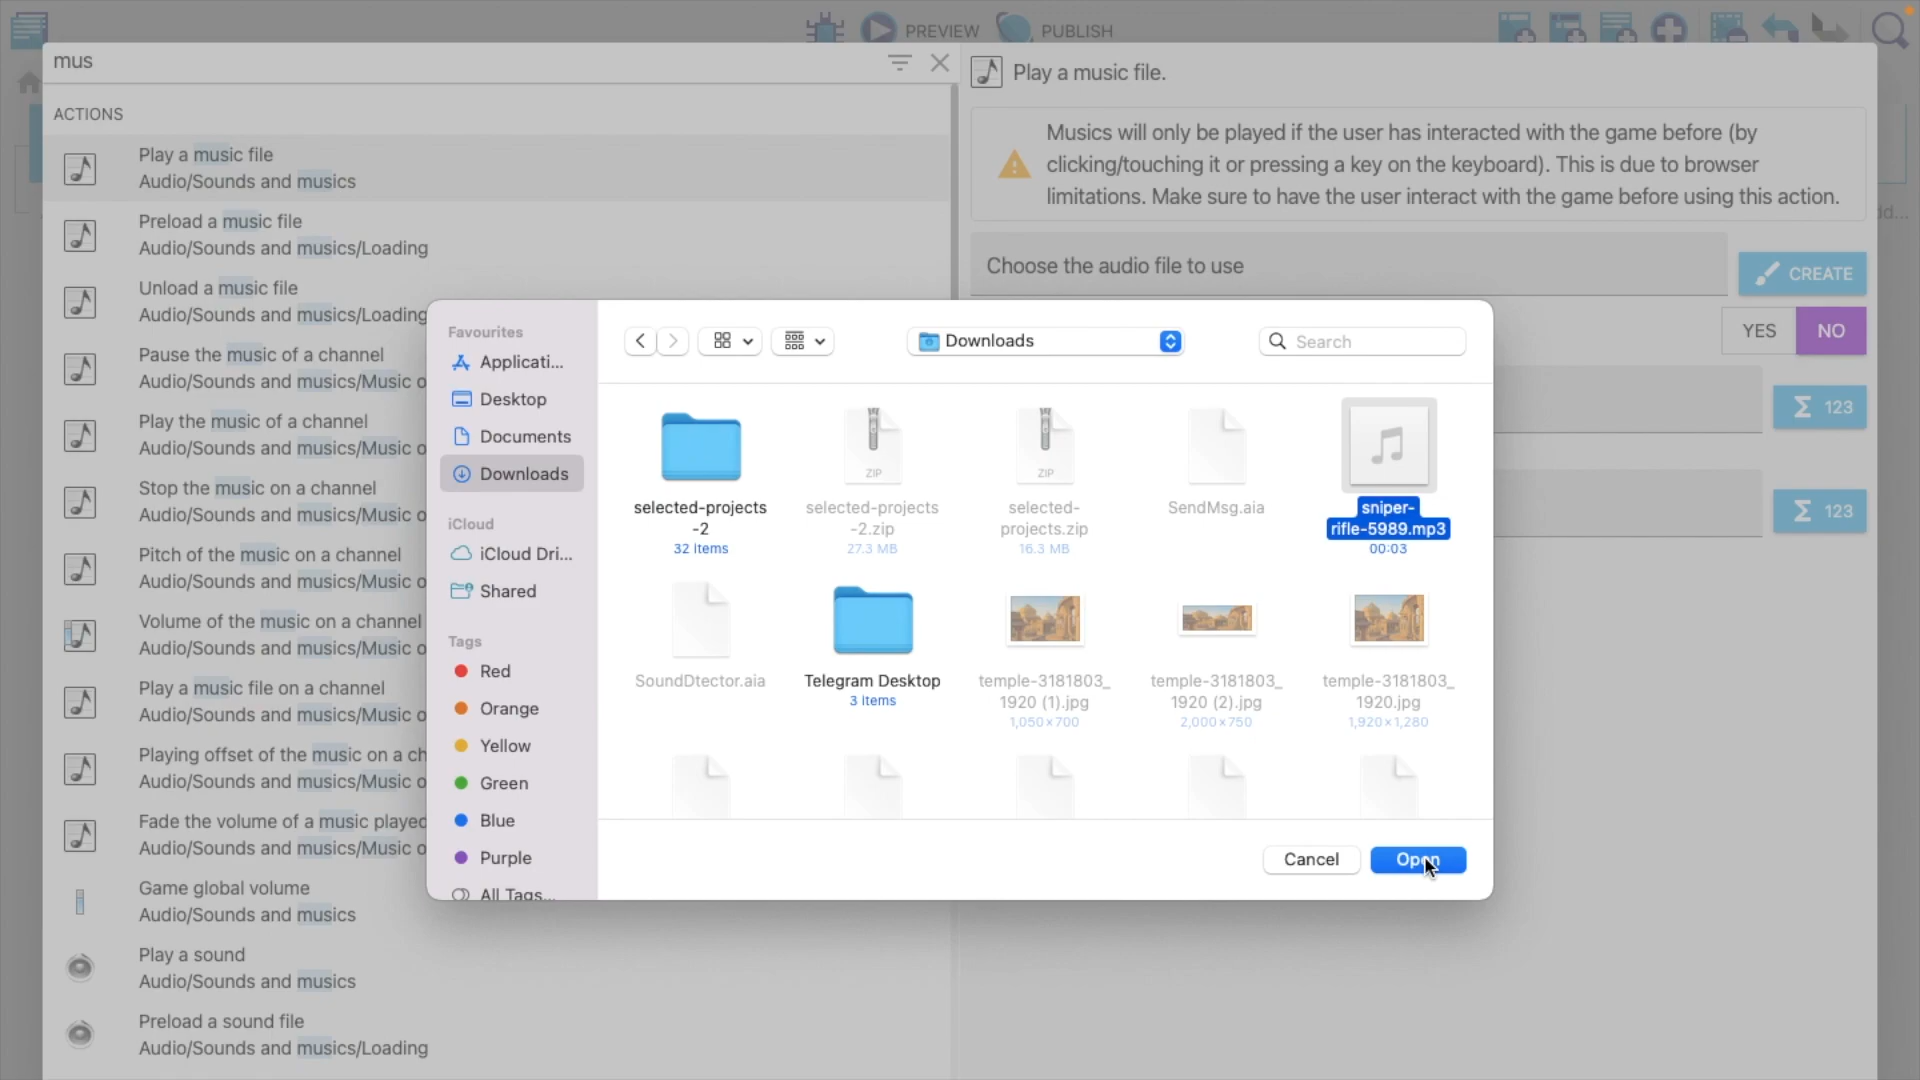 PREVIEW
PUBLISH
mus
ACTIONS
Play a music file
Audio/Sounds and musics
Preload a music file
Audio/Sounds and musics/Loading
Unload a music file
Audio/Sounds and musics/Loading
Pause the music of a channel
Audio/Sounds and musics/Music o
Play the music of a channel
Audio/Sounds and musics/Music o
Stop the music on a channel
Audio/Sounds and musics/Music o
Pitch of the music on a channel
Audio/Sounds and musics/Music o
Volume of the music on a channel
Audio/Sounds and musics/Music o
Play a music file on a channel
Audio/Sounds and musics/Music o
Playing offset of the music on a ch
Audio/Sounds and musics/Music o
Fade the volume of a music played
Audio/Sounds and musics/Music o
Game global volume
Audio/Sounds and musics
Play a sound
Audio/Sounds and musics
Preload a sound file
Audio/Sounds and musics/Loading
Play a music file.
Musics will only be played if the user has interacted with the game before (by
clicking/touching it or pressing a key on the keyboard). This is due to browser
limitations. Make sure to have the user interact with the game before using this action.
Choose the audio file to use
CREATE
YES
NO
Σ 123
Σ 123
Favourites
Applicati...
Desktop
Documents
Downloads
iCloud
iCloud Dri...
Shared
Tags
Red
Orange
Yellow
Green
Blue
Purple
All Tags...
Downloads
Search
selected-projects
-2
32 items
ZIP
selected-projects
-2.zip
27.3 MB
ZIP
selected-
projects.zip
16.3 MB
SendMsg.aia
sniper-
rifle-5989.mp3
00:03
SoundDtector.aia
Telegram Desktop
3 items
temple-3181803_
1920 (1).jpg
1,050×700
temple-3181803_
1920 (2).jpg
2,000×750
temple-3181803_
1920.jpg
1,920×1,280
Cancel
Open